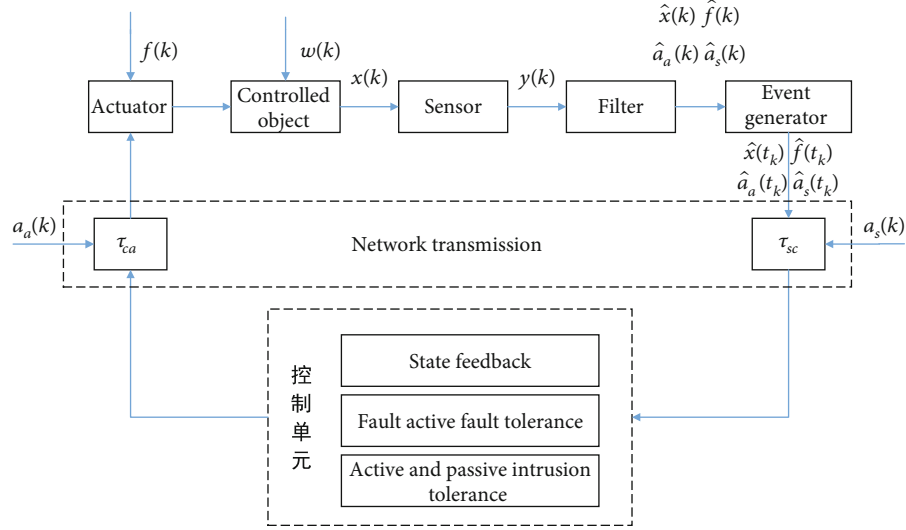 x̂(k) f̂(k)
f(k)
w(k)
â_a(k) â_s(k)
x(k)
y(k)
Actuator
Controlled
object
Sensor
Filter
Event
generator
x̂(t_k) f̂(t_k)
â_a(t_k) â_s(t_k)
a_a(k)
τ_ca
Network transmission
τ_sc
a_s(k)
控制单元
State feedback
Fault active fault tolerance
Active and passive intrusion
tolerance